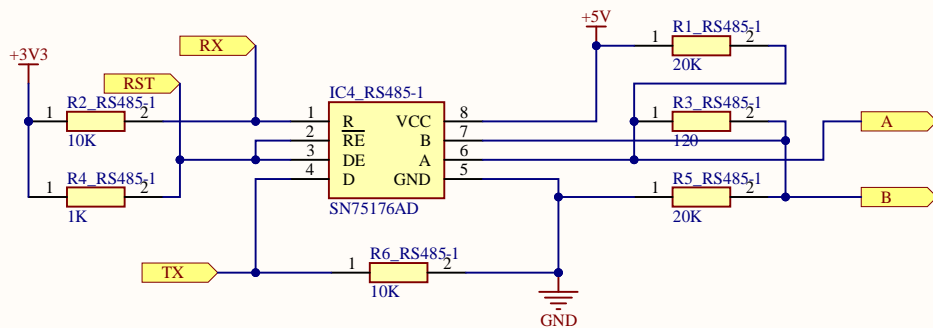 +5V
R1_RS485-1
1 2
20K
RX
+3V3
RST
R2_RS485-1
1 2
10K
R4_RS485-1
1 2
1K
IC4_RS485-1
1 R VCC 8
2 RE B 7
3 DE A 6
4 D GND 5
SN75176AD
R3_RS485-1
1 2
120
A
R5_RS485-1
1 2
20K
B
TX
R6_RS485-1
1 2
10K
GND